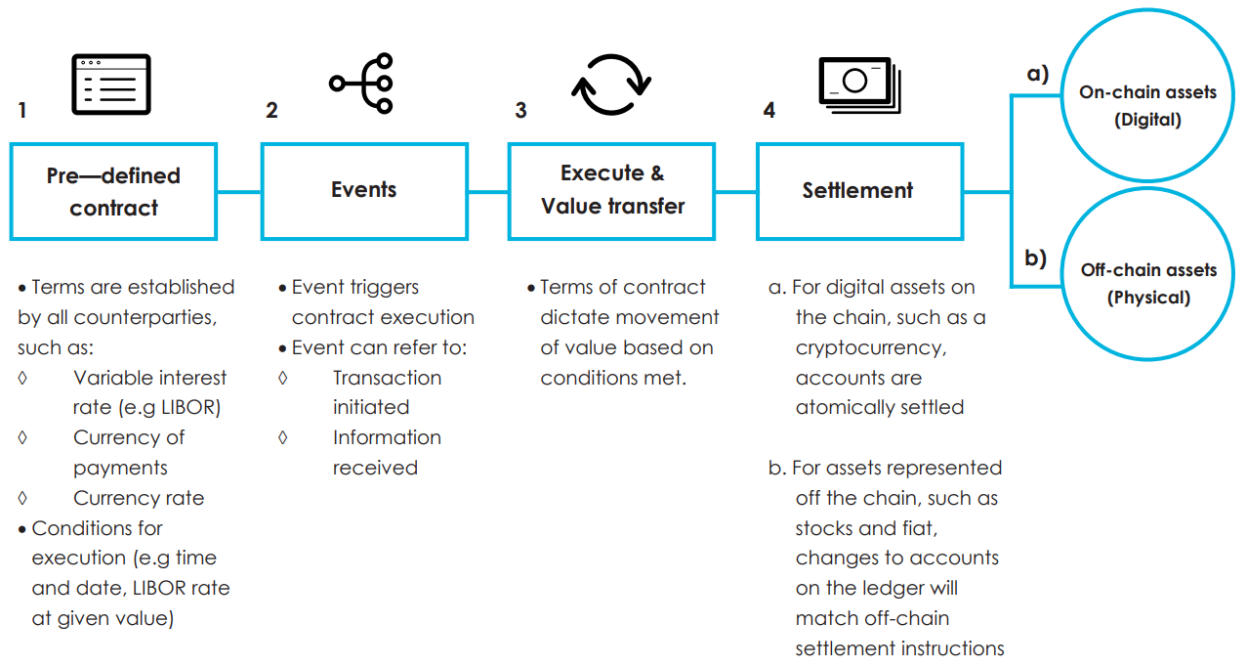 1
Pre—defined
contract
• Terms are established
by all counterparties,
such as:
◊ Variable interest
rate (e.g LIBOR)
◊ Currency of
payments
◊ Currency rate
• Conditions for
execution (e.g time
and date, LIBOR rate
at given value)
2
Events
• Event triggers
contract execution
• Event can refer to:
◊ Transaction
initiated
◊ Information
received
3
Execute &
Value transfer
• Terms of contract
dictate movement
of value based on
conditions met.
4
Settlement
a. For digital assets on
the chain, such as a
cryptocurrency,
accounts are
atomically settled
b. For assets represented
off the chain, such as
stocks and fiat,
changes to accounts
on the ledger will
match off-chain
settlement instructions
a)
On-chain assets
(Digital)
b)
Off-chain assets
(Physical)